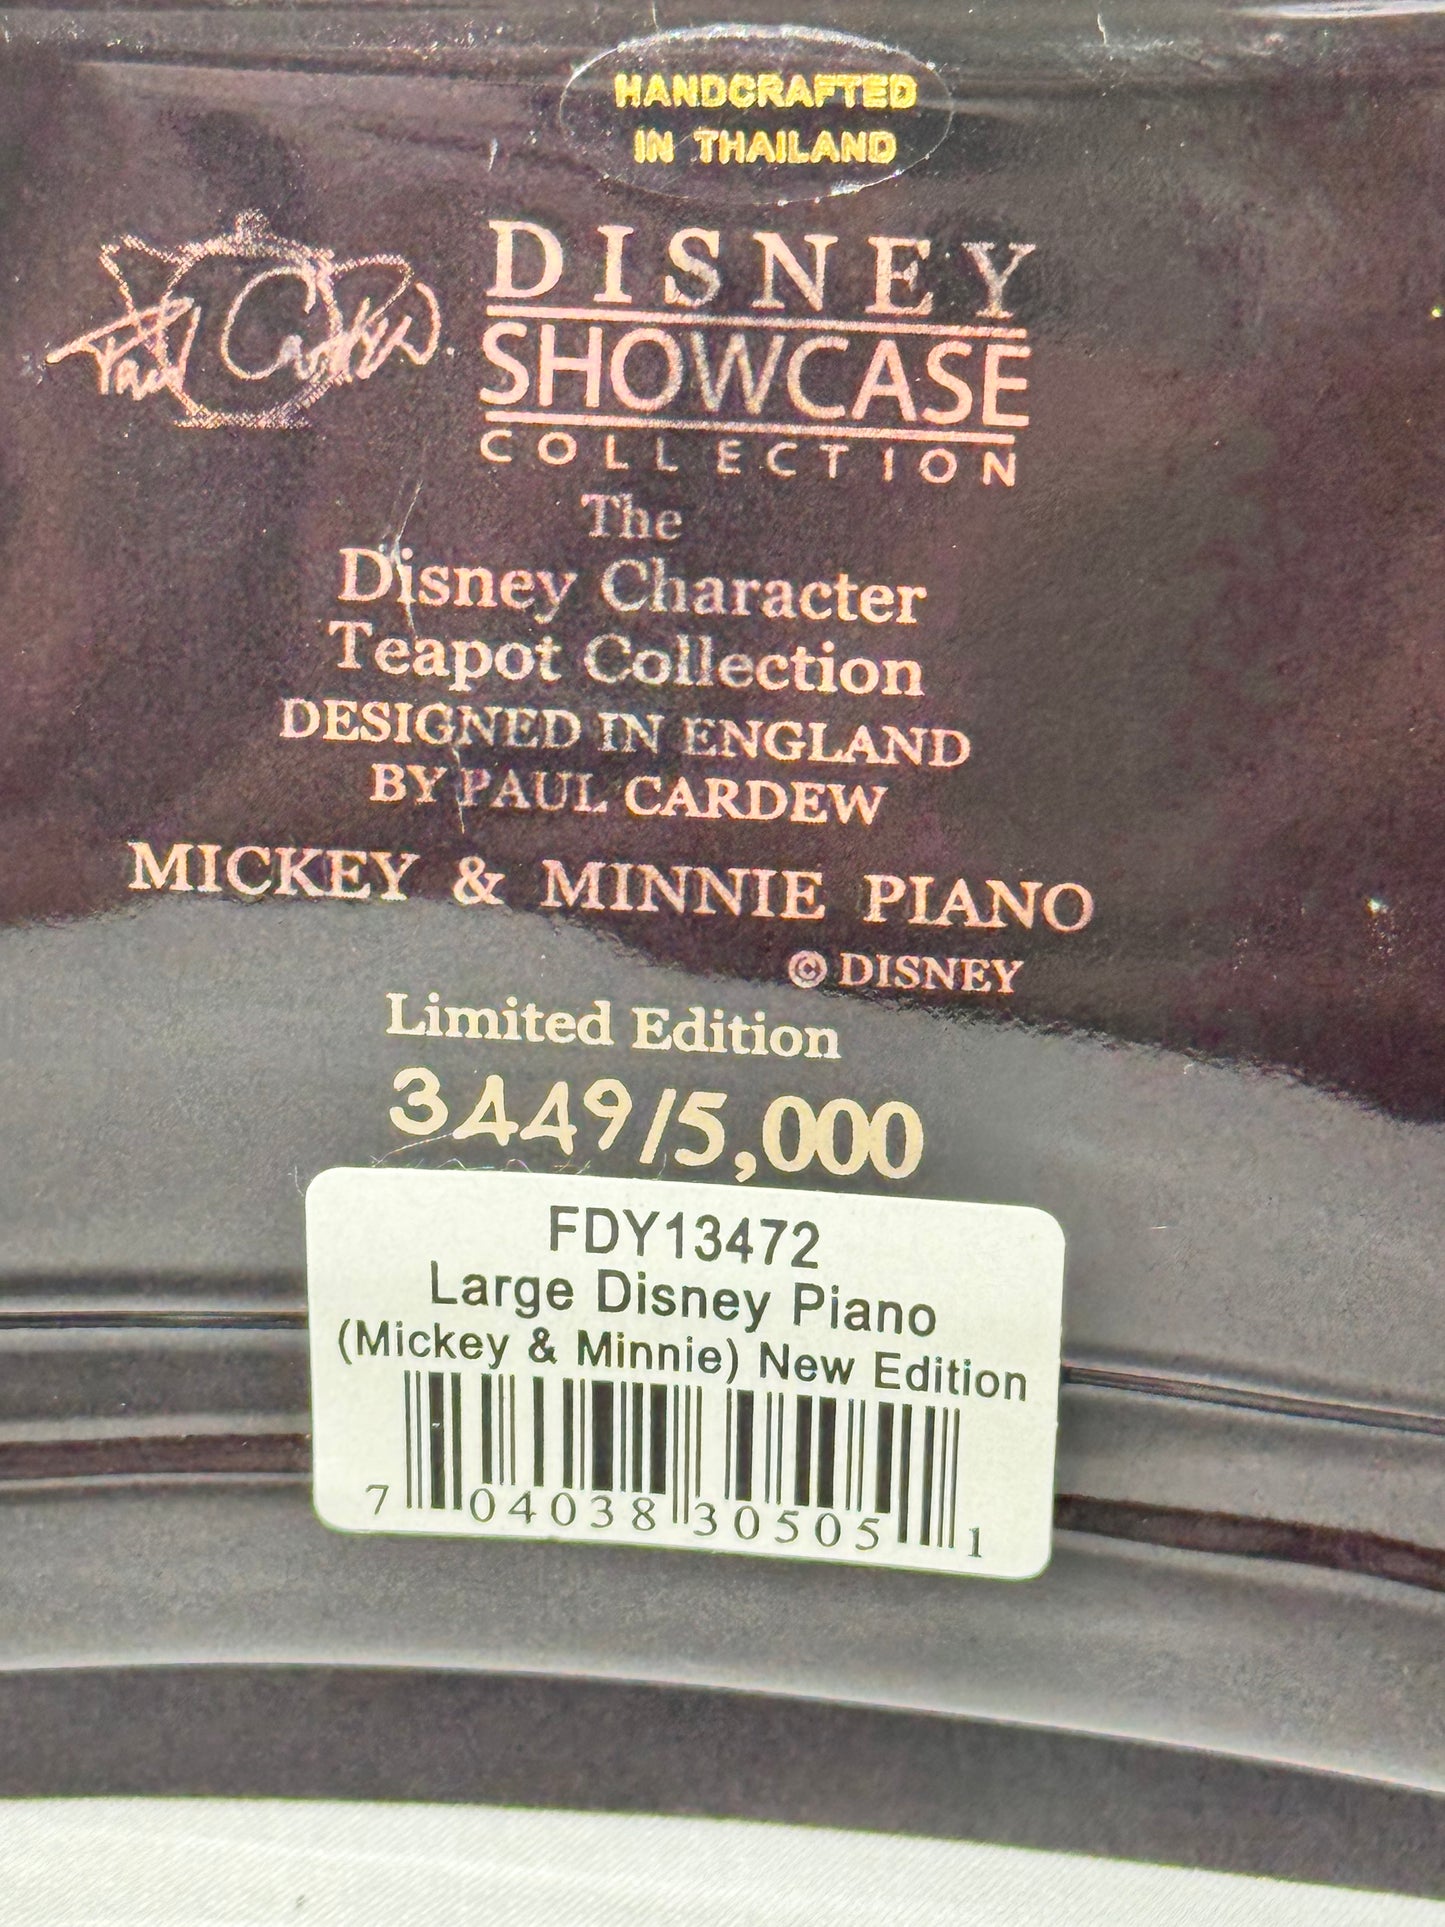 HANDCRAFTED
IN THAILAND
Paul Cardew
DISNEY
SHOWCASE
COLLECTION
The
Disney Character
Teapot Collection
DESIGNED IN ENGLAND
BY PAUL CARDEW
MICKEY & MINNIE PIANO
© DISNEY
Limited Edition
3449/5,000
FDY13472
Large Disney Piano
(Mickey & Minnie) New Edition
7 04038 30505 1